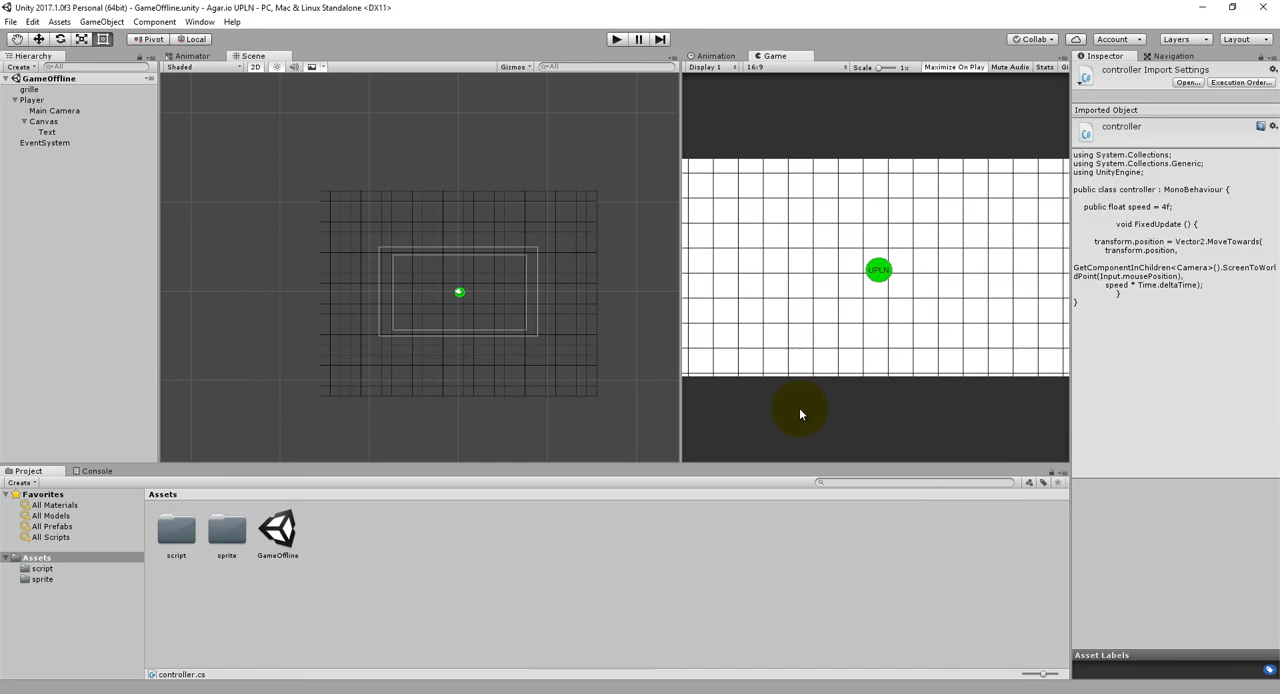 Unity 2017.1.0f3 Personal (64bit) - GameOffline.unity - Agar.io UPLN - PC, Mac & Linux Standalone <DX11>
File Edit Assets GameObject Component Window Help
Pivot Local Collab Account Layers Layout
Hierarchy Animator Scene Animation Game Inspector Navigation
Create All Shaded 2D Gizmos All Display 1 16:9 Scale 1x Maximize On Play Mute Audio Stats Gi
controller Import Settings
Open... Execution Order...
GameOffline
grille
Player
Main Camera
Canvas
Text
EventSystem
UPLN
Imported Object
controller
using System.Collections;
using System.Collections.Generic;
using UnityEngine;
public class controller : MonoBehaviour {
public float speed = 4f;
void FixedUpdate () {
transform.position = Vector2.MoveTowards(
transform.position,
GetComponentInChildren<Camera>().ScreenToWorl
dPoint(Input.mousePosition),
speed * Time.deltaTime);
}
}
Project Console
Create
Favorites
All Materials
All Models
All Prefabs
All Scripts
Assets
script
sprite
Assets
script sprite GameOffline
controller.cs
Asset Labels